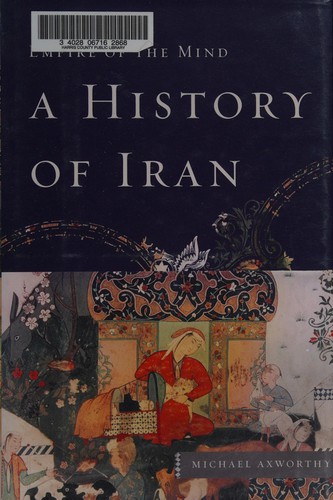 3 4028 06716 2868
HARRIS COUNTY PUBLIC LIBRARY
EMPIRE OF THE MIND
A HISTORY
OF IRAN
MICHAEL AXWORTHY